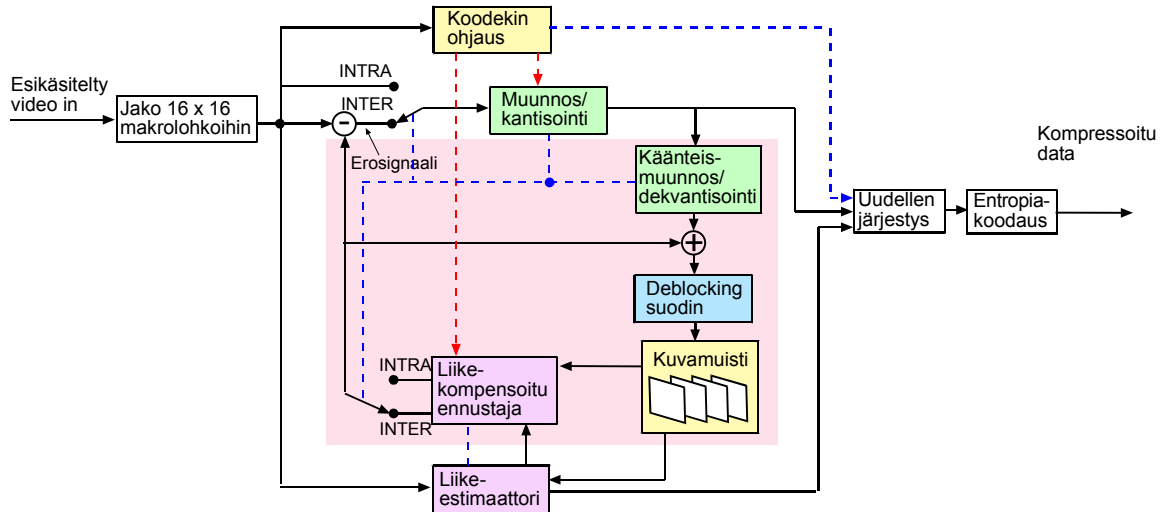 Koodekin
ohjaus
Esikäsitelty
video in
Jako 16 x 16
makrolohkoihin
INTRA
INTER
Erosignaali
Muunnos/
kantisointi
Käänteis-
muunnos/
dekvantisointi
Kompressoitu
data
Uudellen
järjestys
Entropia-
koodaus
Deblocking
suodin
Kuvamuisti
INTRA
INTER
Liike-
kompensoitu
ennustaja
Liike-
estimaattori